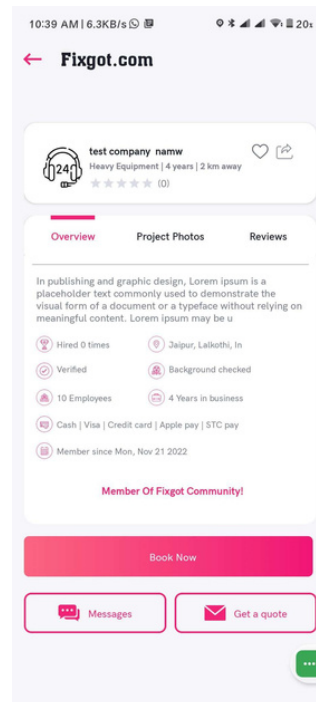 10:39 AM | 6.3KB/s
20x
Fixgot.com
24
test company namw
Heavy Equipment | 4 years | 2 km away
(0)
Overview Project Photos Reviews
In publishing and graphic design, Lorem ipsum is a
placeholder text commonly used to demonstrate the
visual form of a document or a typeface without relying on
meaningful content. Lorem ipsum may be u
Hired 0 times Jaipur, Lalkothi, In
Verified Background checked
10 Employees 4 Years in business
Cash | Visa | Credit card | Apple pay | STC pay
Member since Mon, Nov 21 2022
Member Of Fixgot Community!
Book Now
Messages Get a quote